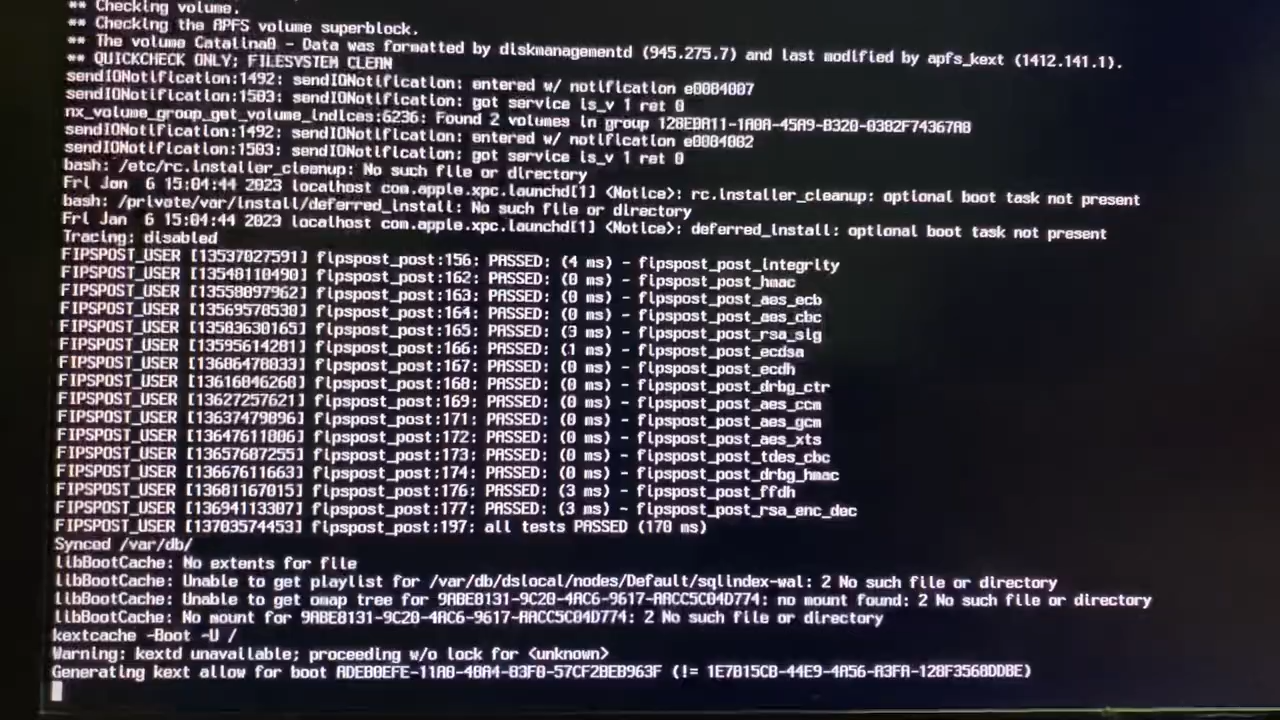 ** Checking volume.
** Checking the APFS volume superblock.
** The volume Catalina0 - Data was formatted by diskmanagementd (945.275.7) and last modified by apfs_kext (1412.141.1).
** QUICKCHECK ONLY; FILESYSTEM CLEAN
sendIONotification:1492: sendIONotification: entered w/ notification e0084007
sendIONotification:1503: sendIONotification: got service is_v 1 ret 0
nx_volume_group_get_volume_indices:6236: Found 2 volumes in group 128E0A11-1A0A-45A9-B320-0382F74367A8
sendIONotification:1492: sendIONotification: entered w/ notification e0084002
sendIONotification:1503: sendIONotification: got service is_v 1 ret 0
bash: /etc/rc.installer_cleanup: No such file or directory
Fri Jan  6 15:04:44 2023 localhost com.apple.xpc.launchd[1] <Notice>: rc.installer_cleanup: optional boot task not present
bash: /private/var/install/deferred_install: No such file or directory
Fri Jan  6 15:04:44 2023 localhost com.apple.xpc.launchd[1] <Notice>: deferred_install: optional boot task not present
Tracing: disabled
FIPSPOST_USER [13537027591] fipspost_post:156: PASSED: (4 ms) - fipspost_post_integrity
FIPSPOST_USER [13548110490] fipspost_post:162: PASSED: (0 ms) - fipspost_post_hmac
FIPSPOST_USER [13558097962] fipspost_post:163: PASSED: (0 ms) - fipspost_post_aes_ecb
FIPSPOST_USER [13569570530] fipspost_post:164: PASSED: (0 ms) - fipspost_post_aes_cbc
FIPSPOST_USER [13583630165] fipspost_post:165: PASSED: (3 ms) - fipspost_post_rsa_sig
FIPSPOST_USER [13595614201] fipspost_post:166: PASSED: (1 ms) - fipspost_post_ecdsa
FIPSPOST_USER [13606470033] fipspost_post:167: PASSED: (0 ms) - fipspost_post_ecdh
FIPSPOST_USER [13616046260] fipspost_post:168: PASSED: (0 ms) - fipspost_post_drbg_ctr
FIPSPOST_USER [13627257621] fipspost_post:169: PASSED: (0 ms) - fipspost_post_aes_ccm
FIPSPOST_USER [13637479896] fipspost_post:171: PASSED: (0 ms) - fipspost_post_aes_gcm
FIPSPOST_USER [13647611806] fipspost_post:172: PASSED: (0 ms) - fipspost_post_aes_xts
FIPSPOST_USER [13657687255] fipspost_post:173: PASSED: (0 ms) - fipspost_post_tdes_cbc
FIPSPOST_USER [13667611663] fipspost_post:174: PASSED: (0 ms) - fipspost_post_drbg_hmac
FIPSPOST_USER [13681167015] fipspost_post:176: PASSED: (3 ms) - fipspost_post_ffdh
FIPSPOST_USER [13694113307] fipspost_post:177: PASSED: (3 ms) - fipspost_post_rsa_enc_dec
FIPSPOST_USER [13703574453] fipspost_post:197: all tests PASSED (170 ms)
Synced /var/db/
libBootCache: No extents for file
libBootCache: Unable to get playlist for /var/db/dslocal/nodes/Default/sqlindex-wal: 2 No such file or directory
libBootCache: Unable to get omap tree for 9ABE8131-9C20-4AC6-9617-AACC5C04D774: no mount found: 2 No such file or directory
libBootCache: No mount for 9ABE8131-9C20-4AC6-9617-AACC5C04D774: 2 No such file or directory
kextcache -Boot -U /
Warning: kextd unavailable; proceeding w/o lock for <unknown>
Generating kext allow for boot ADEB0EFE-11A0-40A4-83F8-57CF2BEB963F (!= 1E7B15CB-44E9-4A56-A3FA-128F3560DDBE)